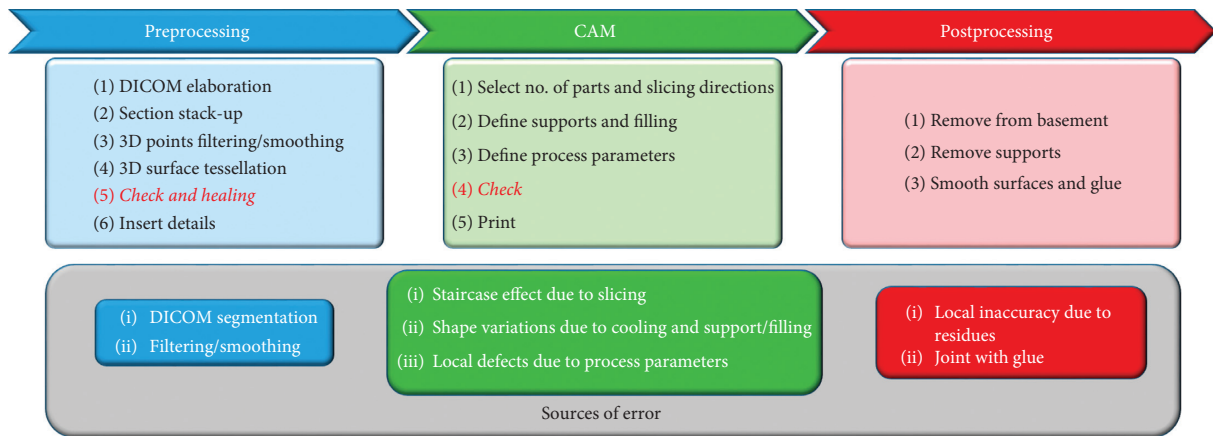 Preprocessing
CAM
Postprocessing
(1) DICOM elaboration
(2) Section stack-up
(3) 3D points filtering/smoothing
(4) 3D surface tessellation
(5) Check and healing
(6) Insert details
(1) Select no. of parts and slicing directions
(2) Define supports and filling
(3) Define process parameters
(4) Check
(5) Print
(1) Remove from basement
(2) Remove supports
(3) Smooth surfaces and glue
(i) DICOM segmentation
(ii) Filtering/smoothing
(i) Staircase effect due to slicing
(ii) Shape variations due to cooling and support/filling
(iii) Local defects due to process parameters
(i) Local inaccuracy due to
residues
(ii) Joint with glue
Sources of error